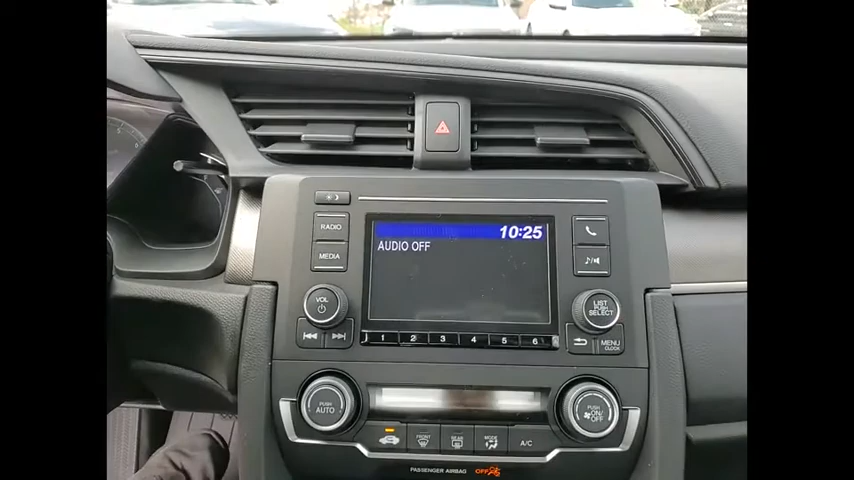 10:25
AUDIO OFF
RADIO
MEDIA
VOL
LIST
PUSH
SELECT
1 2 3 4 5 6
MENU
CLOCK
PUSH
AUTO
FRONT
REAR
MODE
A/C
PUSH
ON/OFF
PASSENGER AIRBAG
OFF